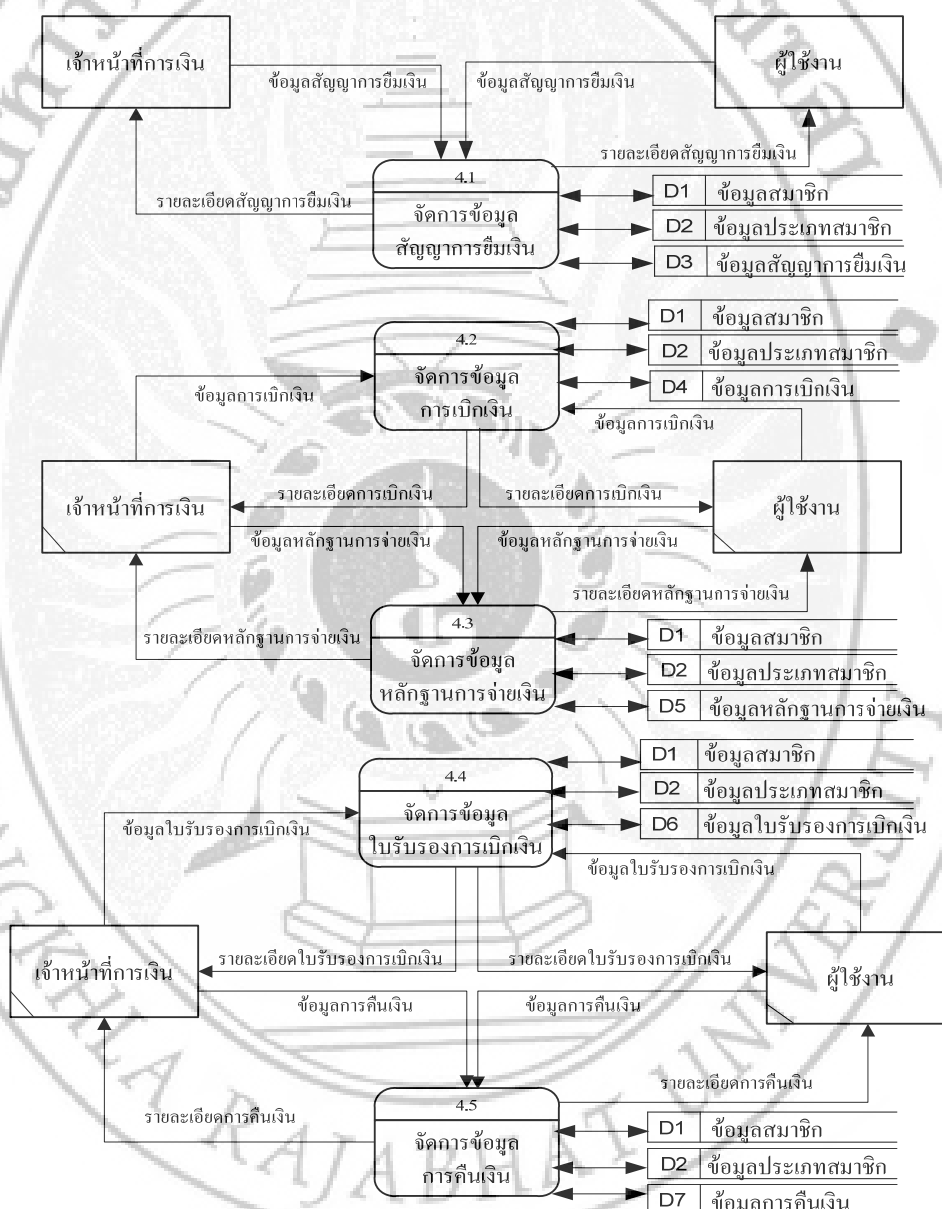 เจ้าหน้าที่การเงิน
ผู้ใช้งาน
ข้อมูลสัญญาการยืมเงิน
ข้อมูลสัญญาการยืมเงิน
รายละเอียดสัญญาการยืมเงิน
รายละเอียดสัญญาการยืมเงิน
4.1
จัดการข้อมูล
สัญญาการยืมเงิน
D1 ข้อมูลสมาชิก
D2 ข้อมูลประเภทสมาชิก
D3 ข้อมูลสัญญาการยืมเงิน
4.2
จัดการข้อมูล
การเบิกเงิน
D1 ข้อมูลสมาชิก
D2 ข้อมูลประเภทสมาชิก
D4 ข้อมูลการเบิกเงิน
ข้อมูลการเบิกเงิน
ข้อมูลการเบิกเงิน
เจ้าหน้าที่การเงิน
รายละเอียดการเบิกเงิน
รายละเอียดการเบิกเงิน
ผู้ใช้งาน
ข้อมูลหลักฐานการจ่ายเงิน
ข้อมูลหลักฐานการจ่ายเงิน
รายละเอียดหลักฐานการจ่ายเงิน
รายละเอียดหลักฐานการจ่ายเงิน
4.3
จัดการข้อมูล
หลักฐานการจ่ายเงิน
D1 ข้อมูลสมาชิก
D2 ข้อมูลประเภทสมาชิก
D5 ข้อมูลหลักฐานการจ่ายเงิน
4.4
จัดการข้อมูล
ใบรับรองการเบิกเงิน
D1 ข้อมูลสมาชิก
D2 ข้อมูลประเภทสมาชิก
D6 ข้อมูลใบรับรองการเบิกเงิน
ข้อมูลใบรับรองการเบิกเงิน
ข้อมูลใบรับรองการเบิกเงิน
เจ้าหน้าที่การเงิน
รายละเอียดใบรับรองการเบิกเงิน
รายละเอียดใบรับรองการเบิกเงิน
ผู้ใช้งาน
ข้อมูลการคืนเงิน
ข้อมูลการคืนเงิน
รายละเอียดการคืนเงิน
รายละเอียดการคืนเงิน
4.5
จัดการข้อมูล
การคืนเงิน
D1 ข้อมูลสมาชิก
D2 ข้อมูลประเภทสมาชิก
D7 ข้อมูลการคืนเงิน
RAJABHAT UNIVERSITY